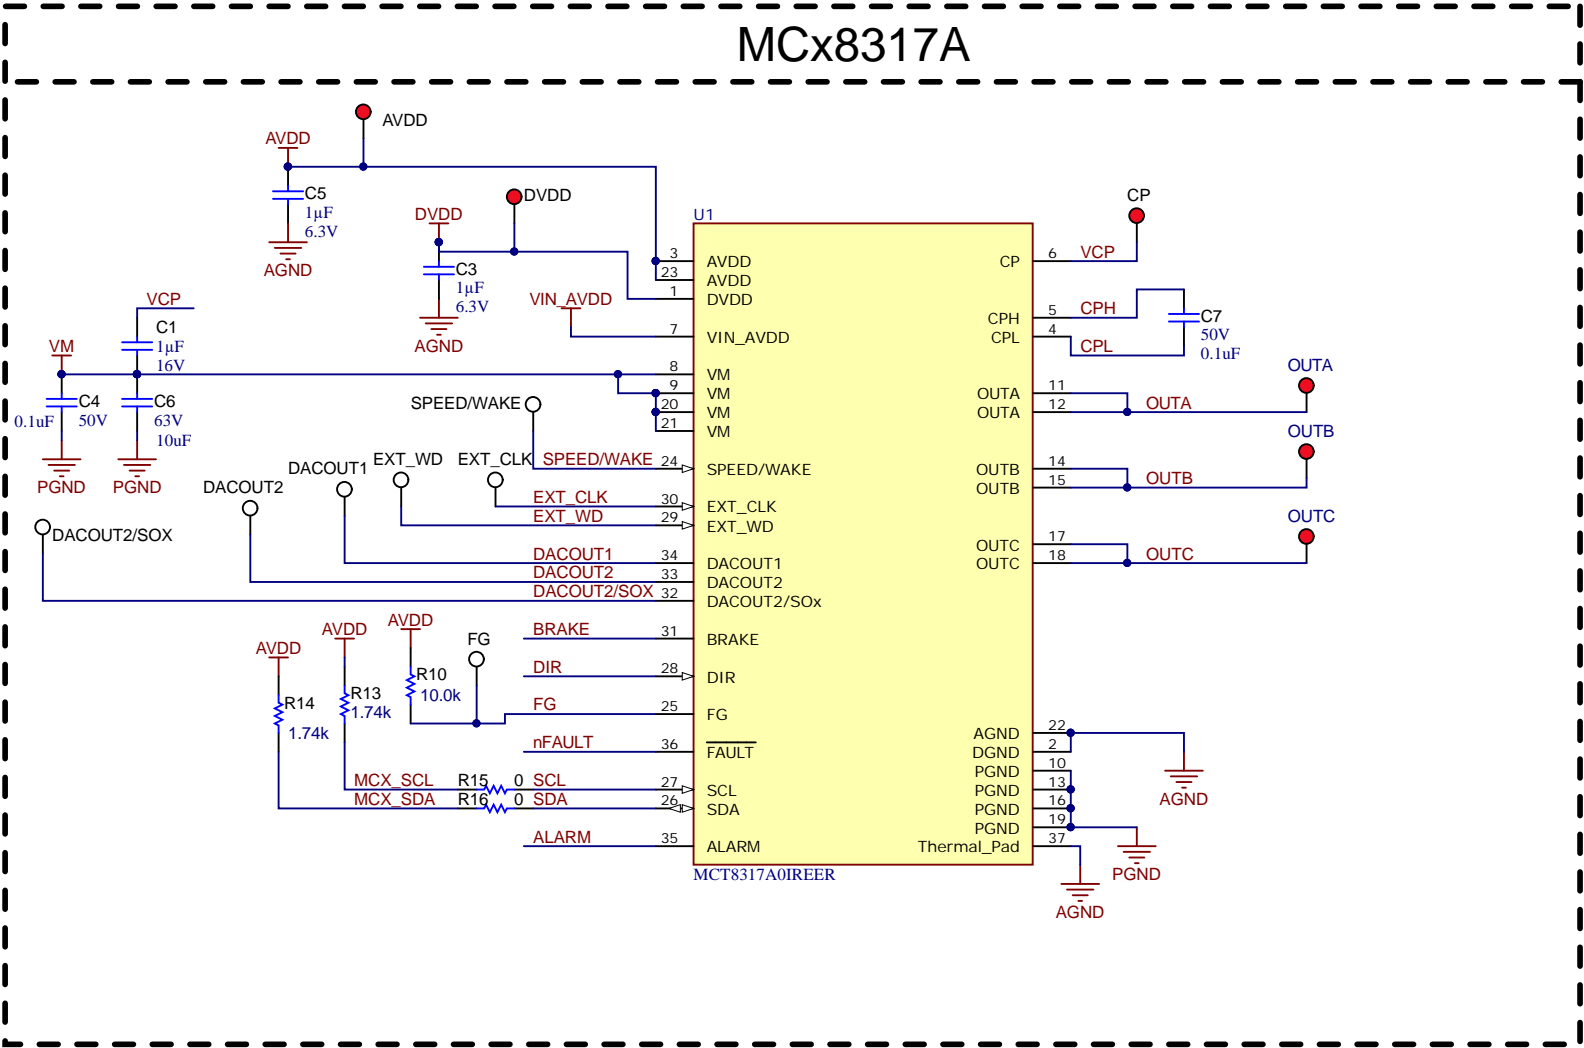 MCx8317A
AVDD
AVDD
C5
1µF
6.3V
AGND
DVDD
DVDD
C3
1µF
6.3V
AGND
VIN_AVDD
VCP
C1
1µF
16V
VM
C4
0.1uF
50V
C6
63V
10uF
PGND
PGND
SPEED/WAKE
DACOUT1
EXT_WD
EXT_CLK
DACOUT2
DACOUT2/SOX
SPEED/WAKE
EXT_CLK
EXT_WD
DACOUT1
DACOUT2
DACOUT2/SOX
BRAKE
DIR
FG
nFAULT
AVDD
AVDD
AVDD
FG
R10
10.0k
R13
1.74k
R14
1.74k
MCX_SCL
R15
0
SCL
MCX_SDA
R16
0
SDA
ALARM
U1
3 AVDD
23 AVDD
1 DVDD
7 VIN_AVDD
8 VM
9 VM
20 VM
21 VM
24 SPEED/WAKE
30 EXT_CLK
29 EXT_WD
34 DACOUT1
33 DACOUT2
32 DACOUT2/SOx
31 BRAKE
28 DIR
25 FG
36 FAULT
27 SCL
26 SDA
35 ALARM
MCT8317A0IREER
CP 6 VCP
CP
CPH 5 CPH
CPL 4 CPL
C7
50V
0.1uF
OUTA 11
OUTA 12 OUTA
OUTA
OUTB 14
OUTB 15 OUTB
OUTB
OUTC 17
OUTC 18 OUTC
OUTC
AGND 22
DGND 2
PGND 10
PGND 13
PGND 16
PGND 19
Thermal_Pad 37
AGND
PGND
AGND